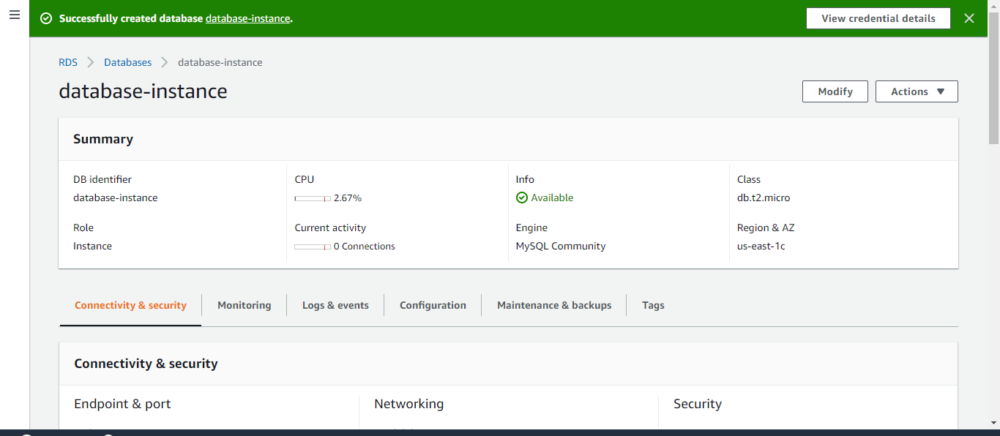 Successfully created database database-instance.
View credential details
RDS
Databases
database-instance
database-instance
Modify
Actions
Summary
DB identifier
database-instance
CPU
2.67%
Info
Available
Class
db.t2.micro
Role
Instance
Current activity
0 Connections
Engine
MySQL Community
Region & AZ
us-east-1c
Connectivity & security
Monitoring
Logs & events
Configuration
Maintenance & backups
Tags
Connectivity & security
Endpoint & port
Networking
Security